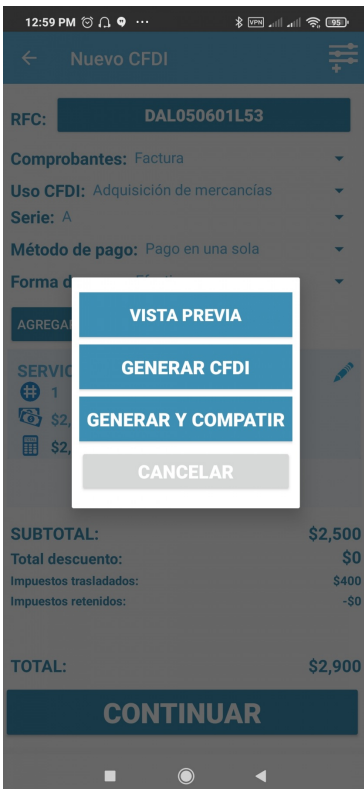 12:59 PM
VPN
95
Nuevo CFDI
RFC: DAL050601L53
Comprobantes: Factura
Uso CFDI: Adquisición de mercancías
Serie: A
Método de pago: Pago en una sola
Forma d
AGREGA
VISTA PREVIA
GENERAR CFDI
GENERAR Y COMPATIR
CANCELAR
SERVIC
1
$2,
$2,
SUBTOTAL: $2,500
Total descuento: $0
Impuestos trasladados: $400
Impuestos retenidos: -$0
TOTAL: $2,900
CONTINUAR